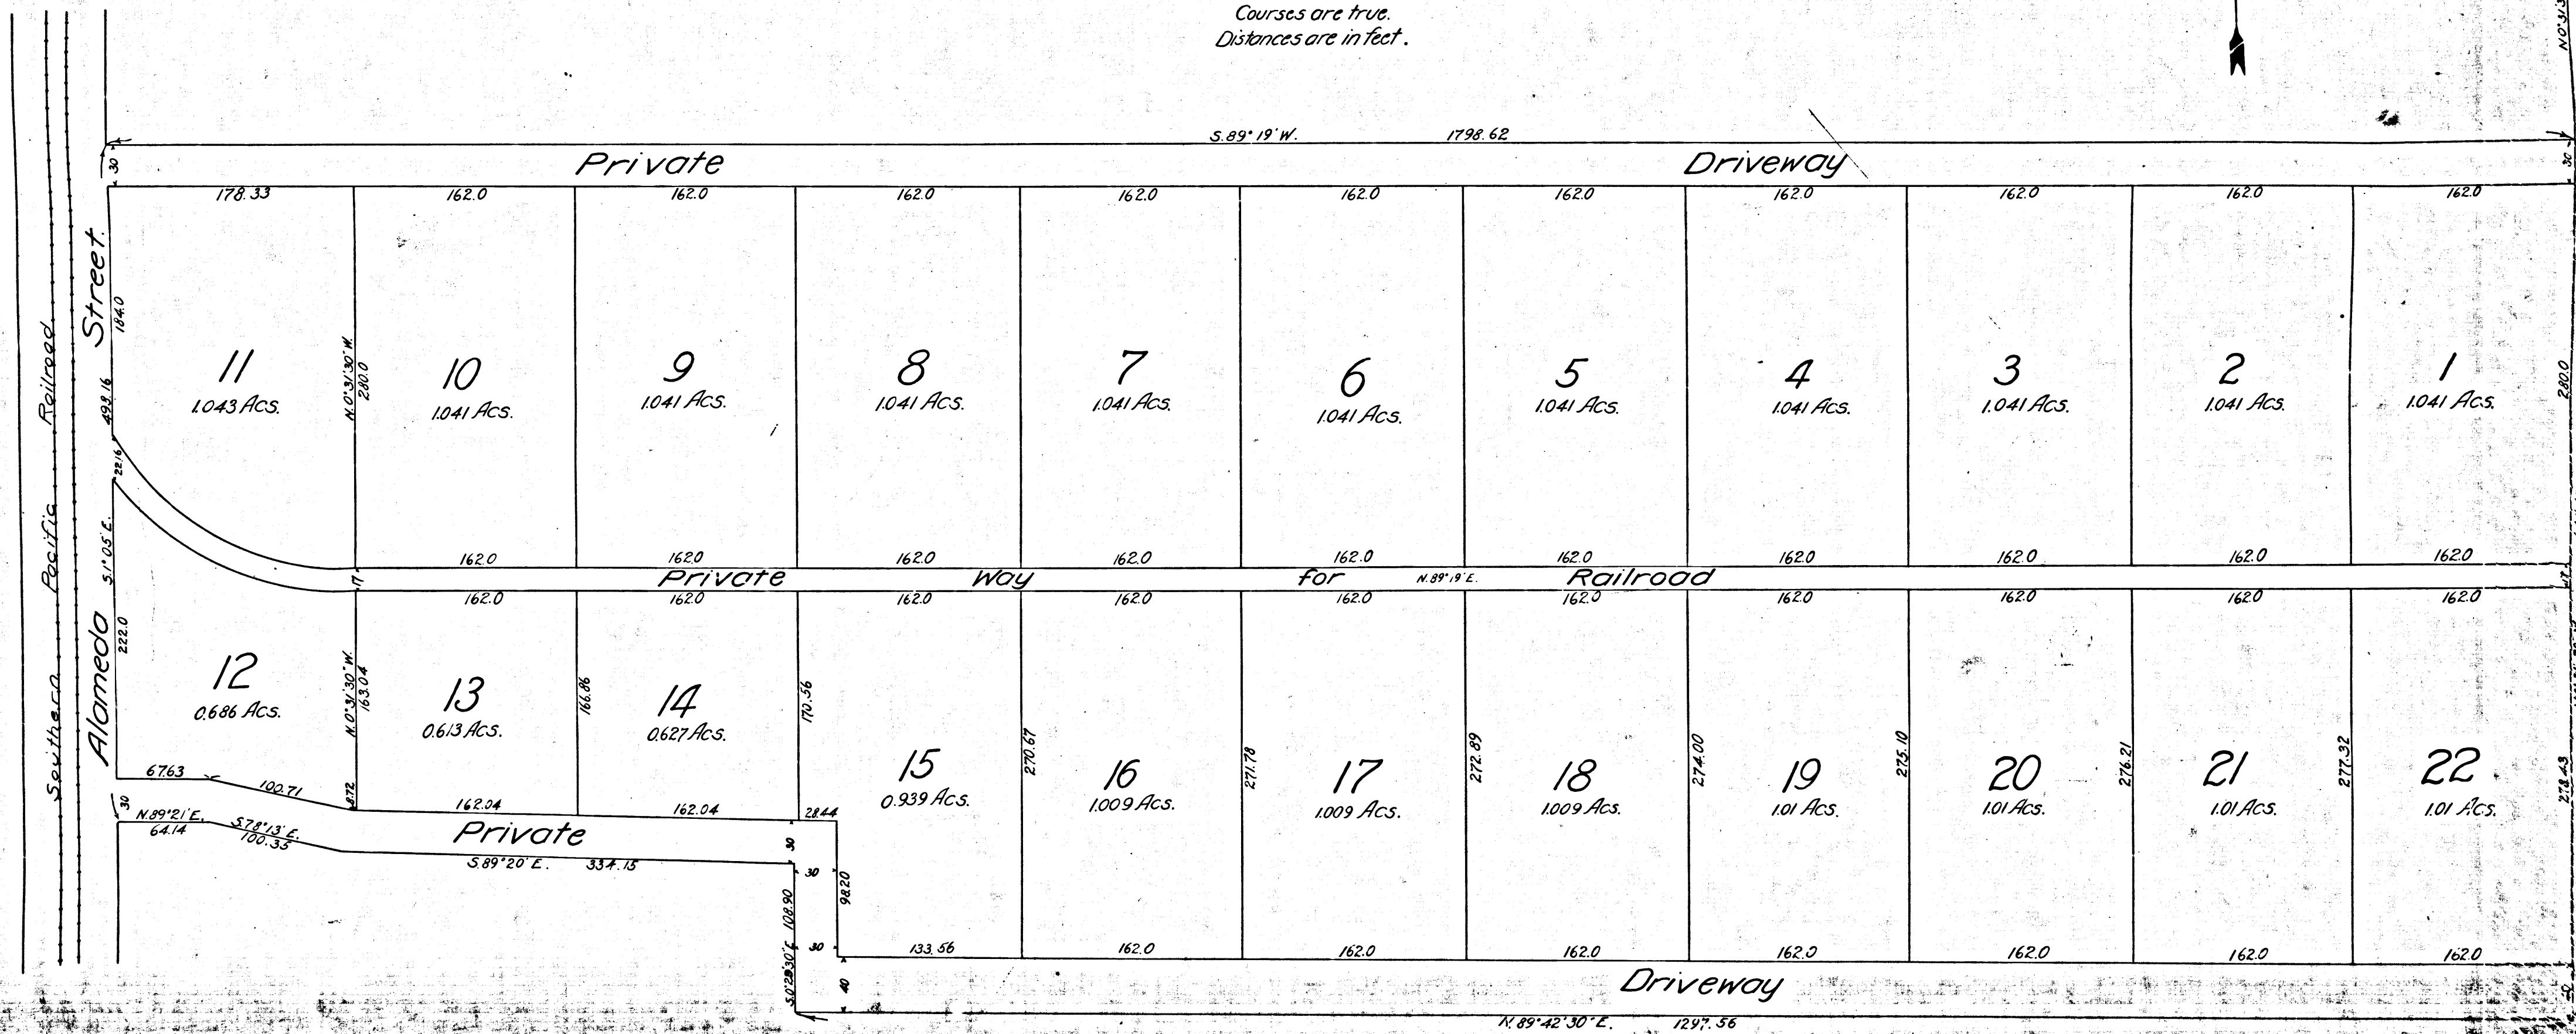 Courses are true.
Distances are in feet.
S.89°19'W. 1798.62
30 Private Driveway 30
178.33 162.0 162.0 162.0 162.0 162.0 162.0 162.0 162.0 162.0 162.0
Southern Pacific Railroad
Alameda Street
184.0
493.16
22.16
S.1°05'E.
222.0
N.0°31'30"W.
280.0
280.0
11 10 9 8 7 6 5 4 3 2 1
1.043 Acs. 1.041 Acs. 1.041 Acs. 1.041 Acs. 1.041 Acs. 1.041 Acs. 1.041 Acs. 1.041 Acs. 1.041 Acs. 1.041 Acs. 1.041 Acs.
162.0 162.0 162.0 162.0 162.0 162.0 162.0 162.0 162.0 162.0
17 Private Way for N.89°19'E. Railroad 17
162.0 162.0 162.0 162.0 162.0 162.0 162.0 162.0 162.0 162.0
12
0.686 Acs.
N.0°31'30"W.
163.04
8.72
13
0.613 Acs.
166.86
14
0.627 Acs.
170.56
15
0.939 Acs.
270.67
16
1.009 Acs.
271.78
17
1.009 Acs.
272.89
18
1.009 Acs.
274.00
19
1.01 Acs.
275.10
20
1.01 Acs.
276.21
21
1.01 Acs.
277.32
22
1.01 Acs.
278.43
67.63 100.71 162.04 162.04 28.44
30
N.89°21'E.
64.14
S.78°13'E.
100.35
Private
S.89°20'E. 334.15
30
30
108.90
98.20
30
133.56 162.0 162.0 162.0 162.0 162.0 162.0 162.0
40
Driveway
N.89°42'30"E. 1297.56